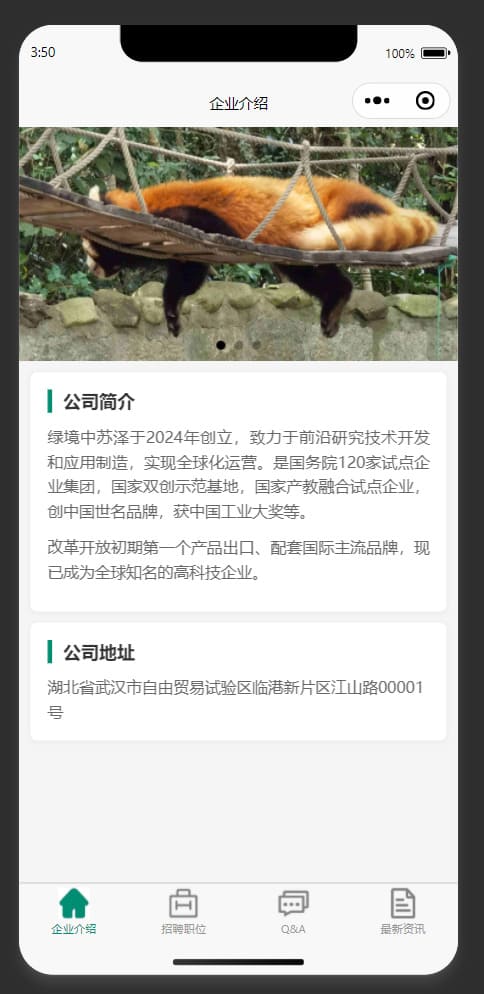 3:50
100%
企业介绍
公司简介
绿境中苏泽于2024年创立，致力于前沿研究技术开发
和应用制造，实现全球化运营。是国务院120家试点企
业集团，国家双创示范基地，国家产教融合试点企业，
创中国世名品牌，获中国工业大奖等。
改革开放初期第一个产品出口、配套国际主流品牌，现
已成为全球知名的高科技企业。
公司地址
湖北省武汉市自由贸易试验区临港新片区江山路00001
号
企业介绍
招聘职位
Q&A
最新资讯